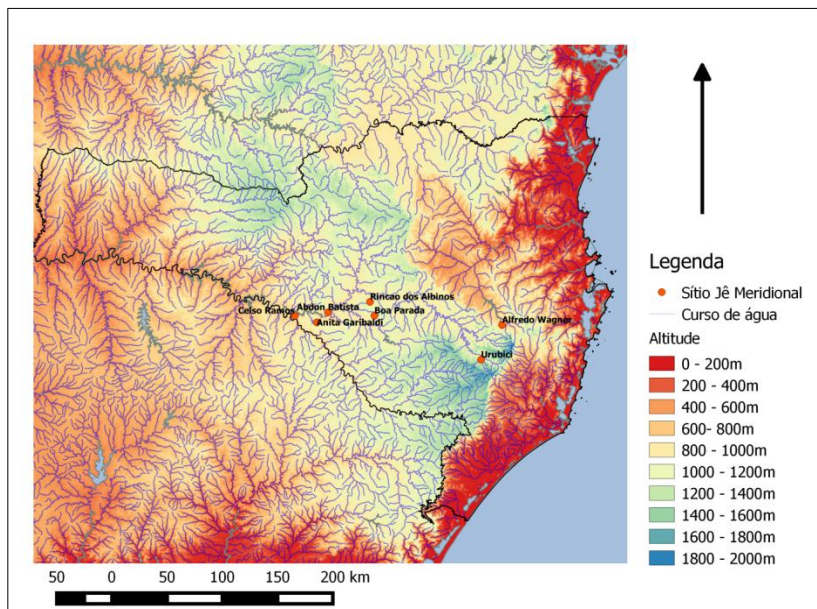 Rincao dos Albinos
Abdon Batista
Celso Ramos
Boa Parada
Anita Garibaldi
Alfredo Wagner
Urubici
Legenda
Sítio Jê Meridional
Curso de água
Altitude
0 - 200m
200 - 400m
400 - 600m
600- 800m
800 - 1000m
1000 - 1200m
1200 - 1400m
1400 - 1600m
1600 - 1800m
1800 - 2000m
50 0 50 100 150 200 km